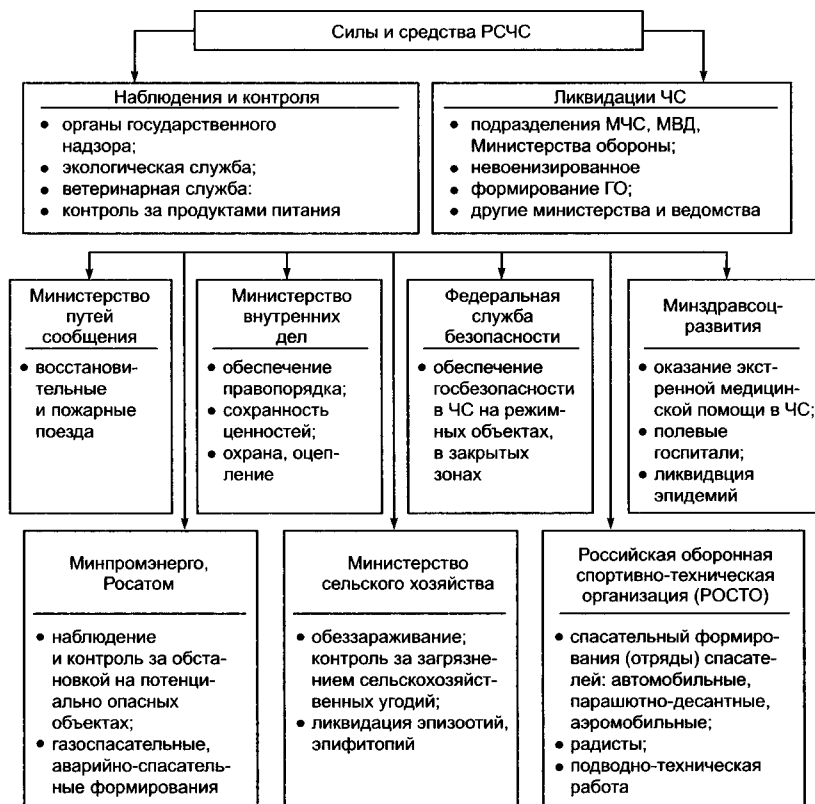 Силы и средства РСЧС
Наблюдения и контроля
• органы государственного
надзора;
• экологическая служба;
• ветеринарная служба:
• контроль за продуктами питания
Ликвидации ЧС
• подразделения МЧС, МВД,
Министерства обороны;
• невоенизированное
• формирование ГО;
• другие министерства и ведомства
Министерство
путей
сообщения
• восстанови-
тельные
и пожарные
поезда
Министерство
внутренних
дел
• обеспечение
правопорядка;
• сохранность
ценностей;
• охрана, оцеп-
ление
Федеральная
служба
безопасности
• обеспечение
госбезопасности
в ЧС на режим-
ных объектах,
в закрытых
зонах
Минздравсоц-
развития
• оказание экст-
ренной медицин-
ской помощи в ЧС;
• полевые
госпитали;
• ликвидвция
эпидемий
Минпромэнерго,
Росатом
• наблюдение
и контроль за обста-
новкой на потенци-
ально опасных
объектах;
• газоспасательные,
аварийно-спасатель-
ные формирования
Министерство
сельского хозяйства
• обеззараживание;
контроль за загрязне-
нием сельскохозяйст-
венных угодий;
• ликвидация эпизоотий,
эпифитопий
Российская оборонная
спортивно-техническая
организация (РОСТО)
• спасательный формиро-
вания (отряды) спасате-
лей: автомобильные,
парашютно-десантные,
аэромобильные;
• радисты;
• подводно-техническая
работа